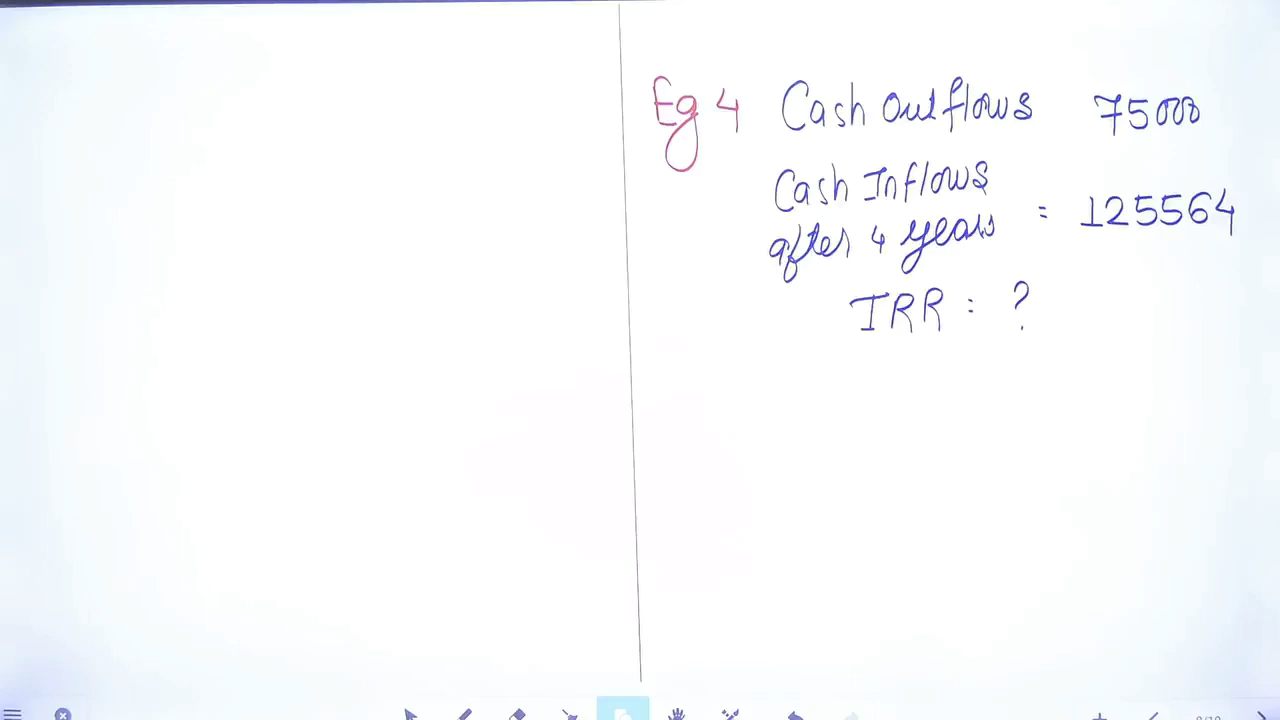 Eg 4 Cash Outflows 75000
Cash Inflows
after 4 years = 125564
IRR = ?